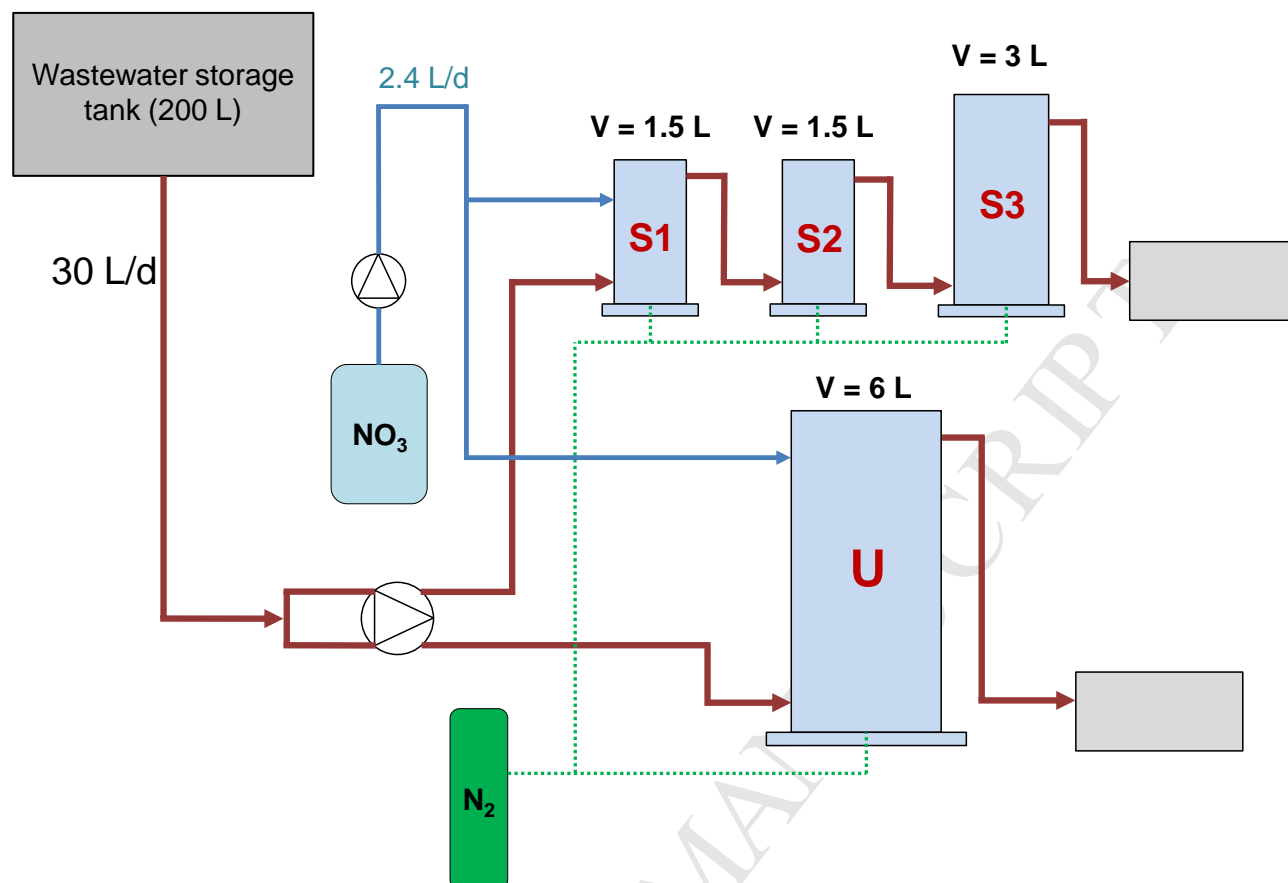 Wastewater storage
tank (200 L)
2.4 L/d
V = 3 L
V = 1.5 L
V = 1.5 L
S1
S2
S3
30 L/d
NO3
V = 6 L
U
N2